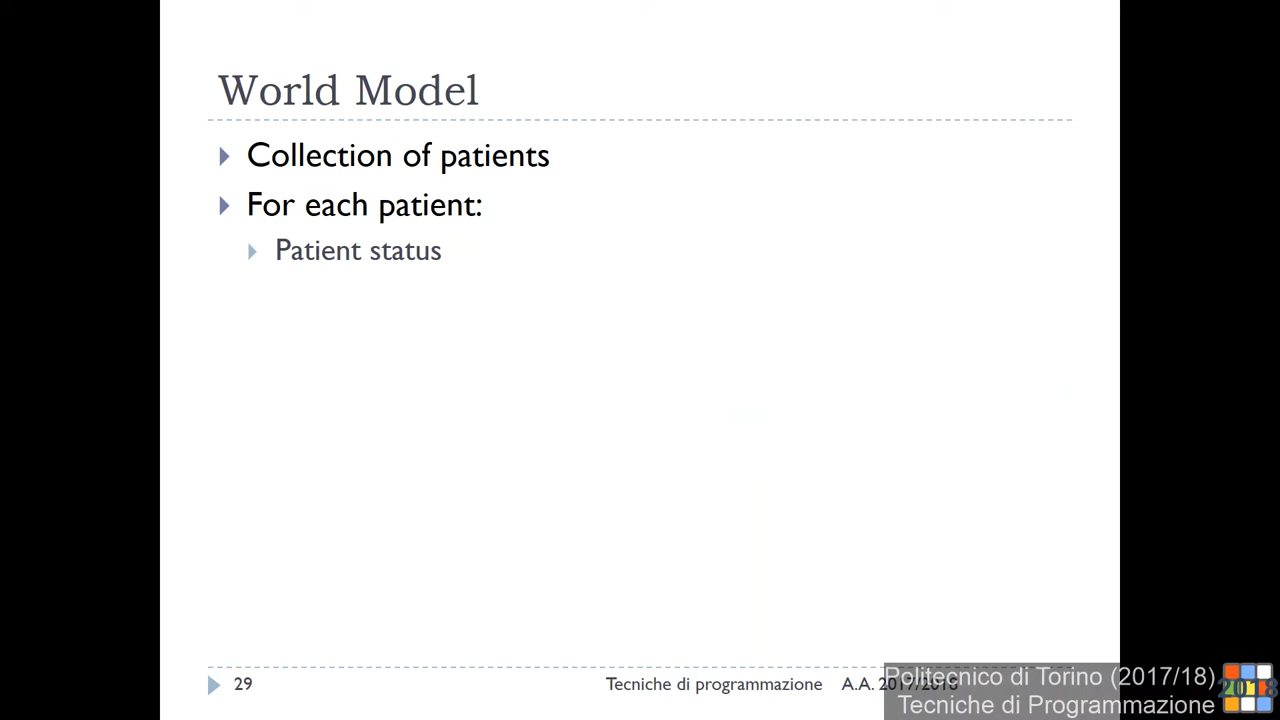 World Model
Collection of patients
For each patient:
Patient status
29
Tecniche di programmazione A.A. 2017/2018
Politecnico di Torino (2017/18)
Tecniche di Programmazione
2018